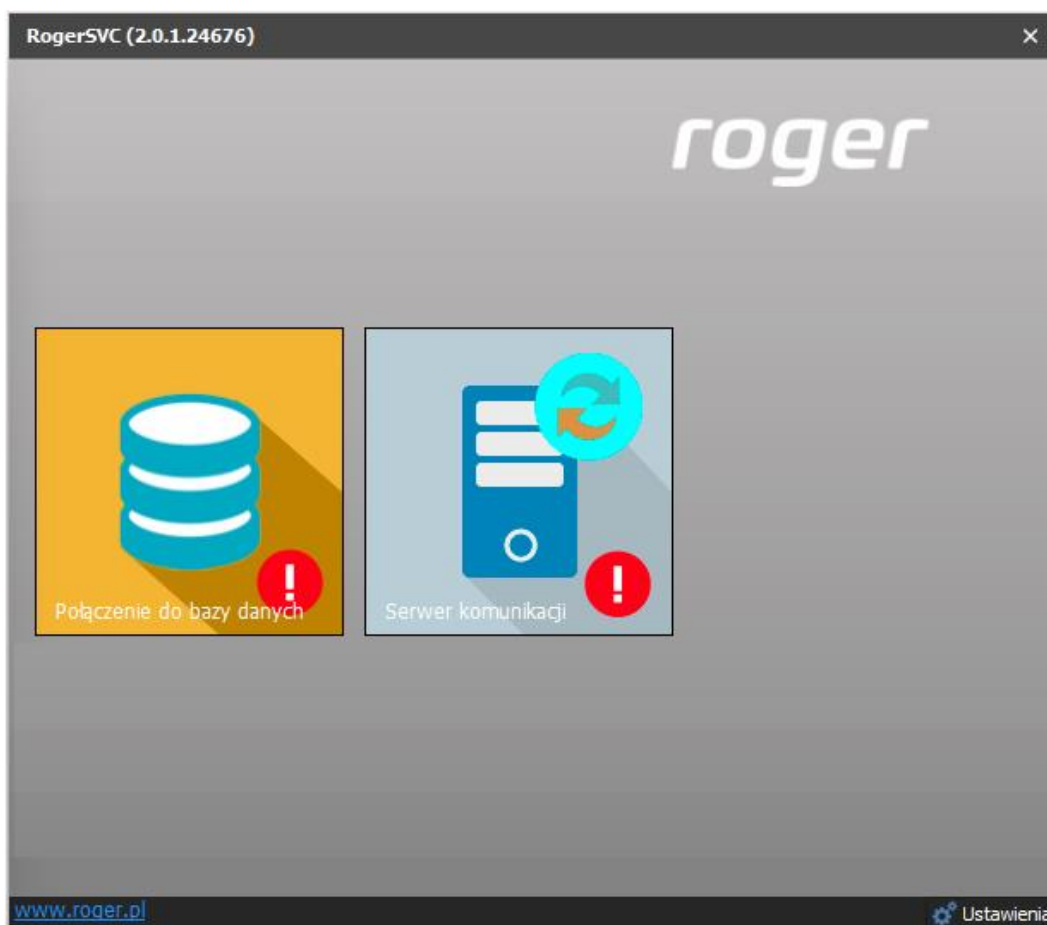 RogerSVC (2.0.1.24676)
roger
Połączenie do bazy danych
Serwer komunikacji
www.roger.pl
Ustawienia